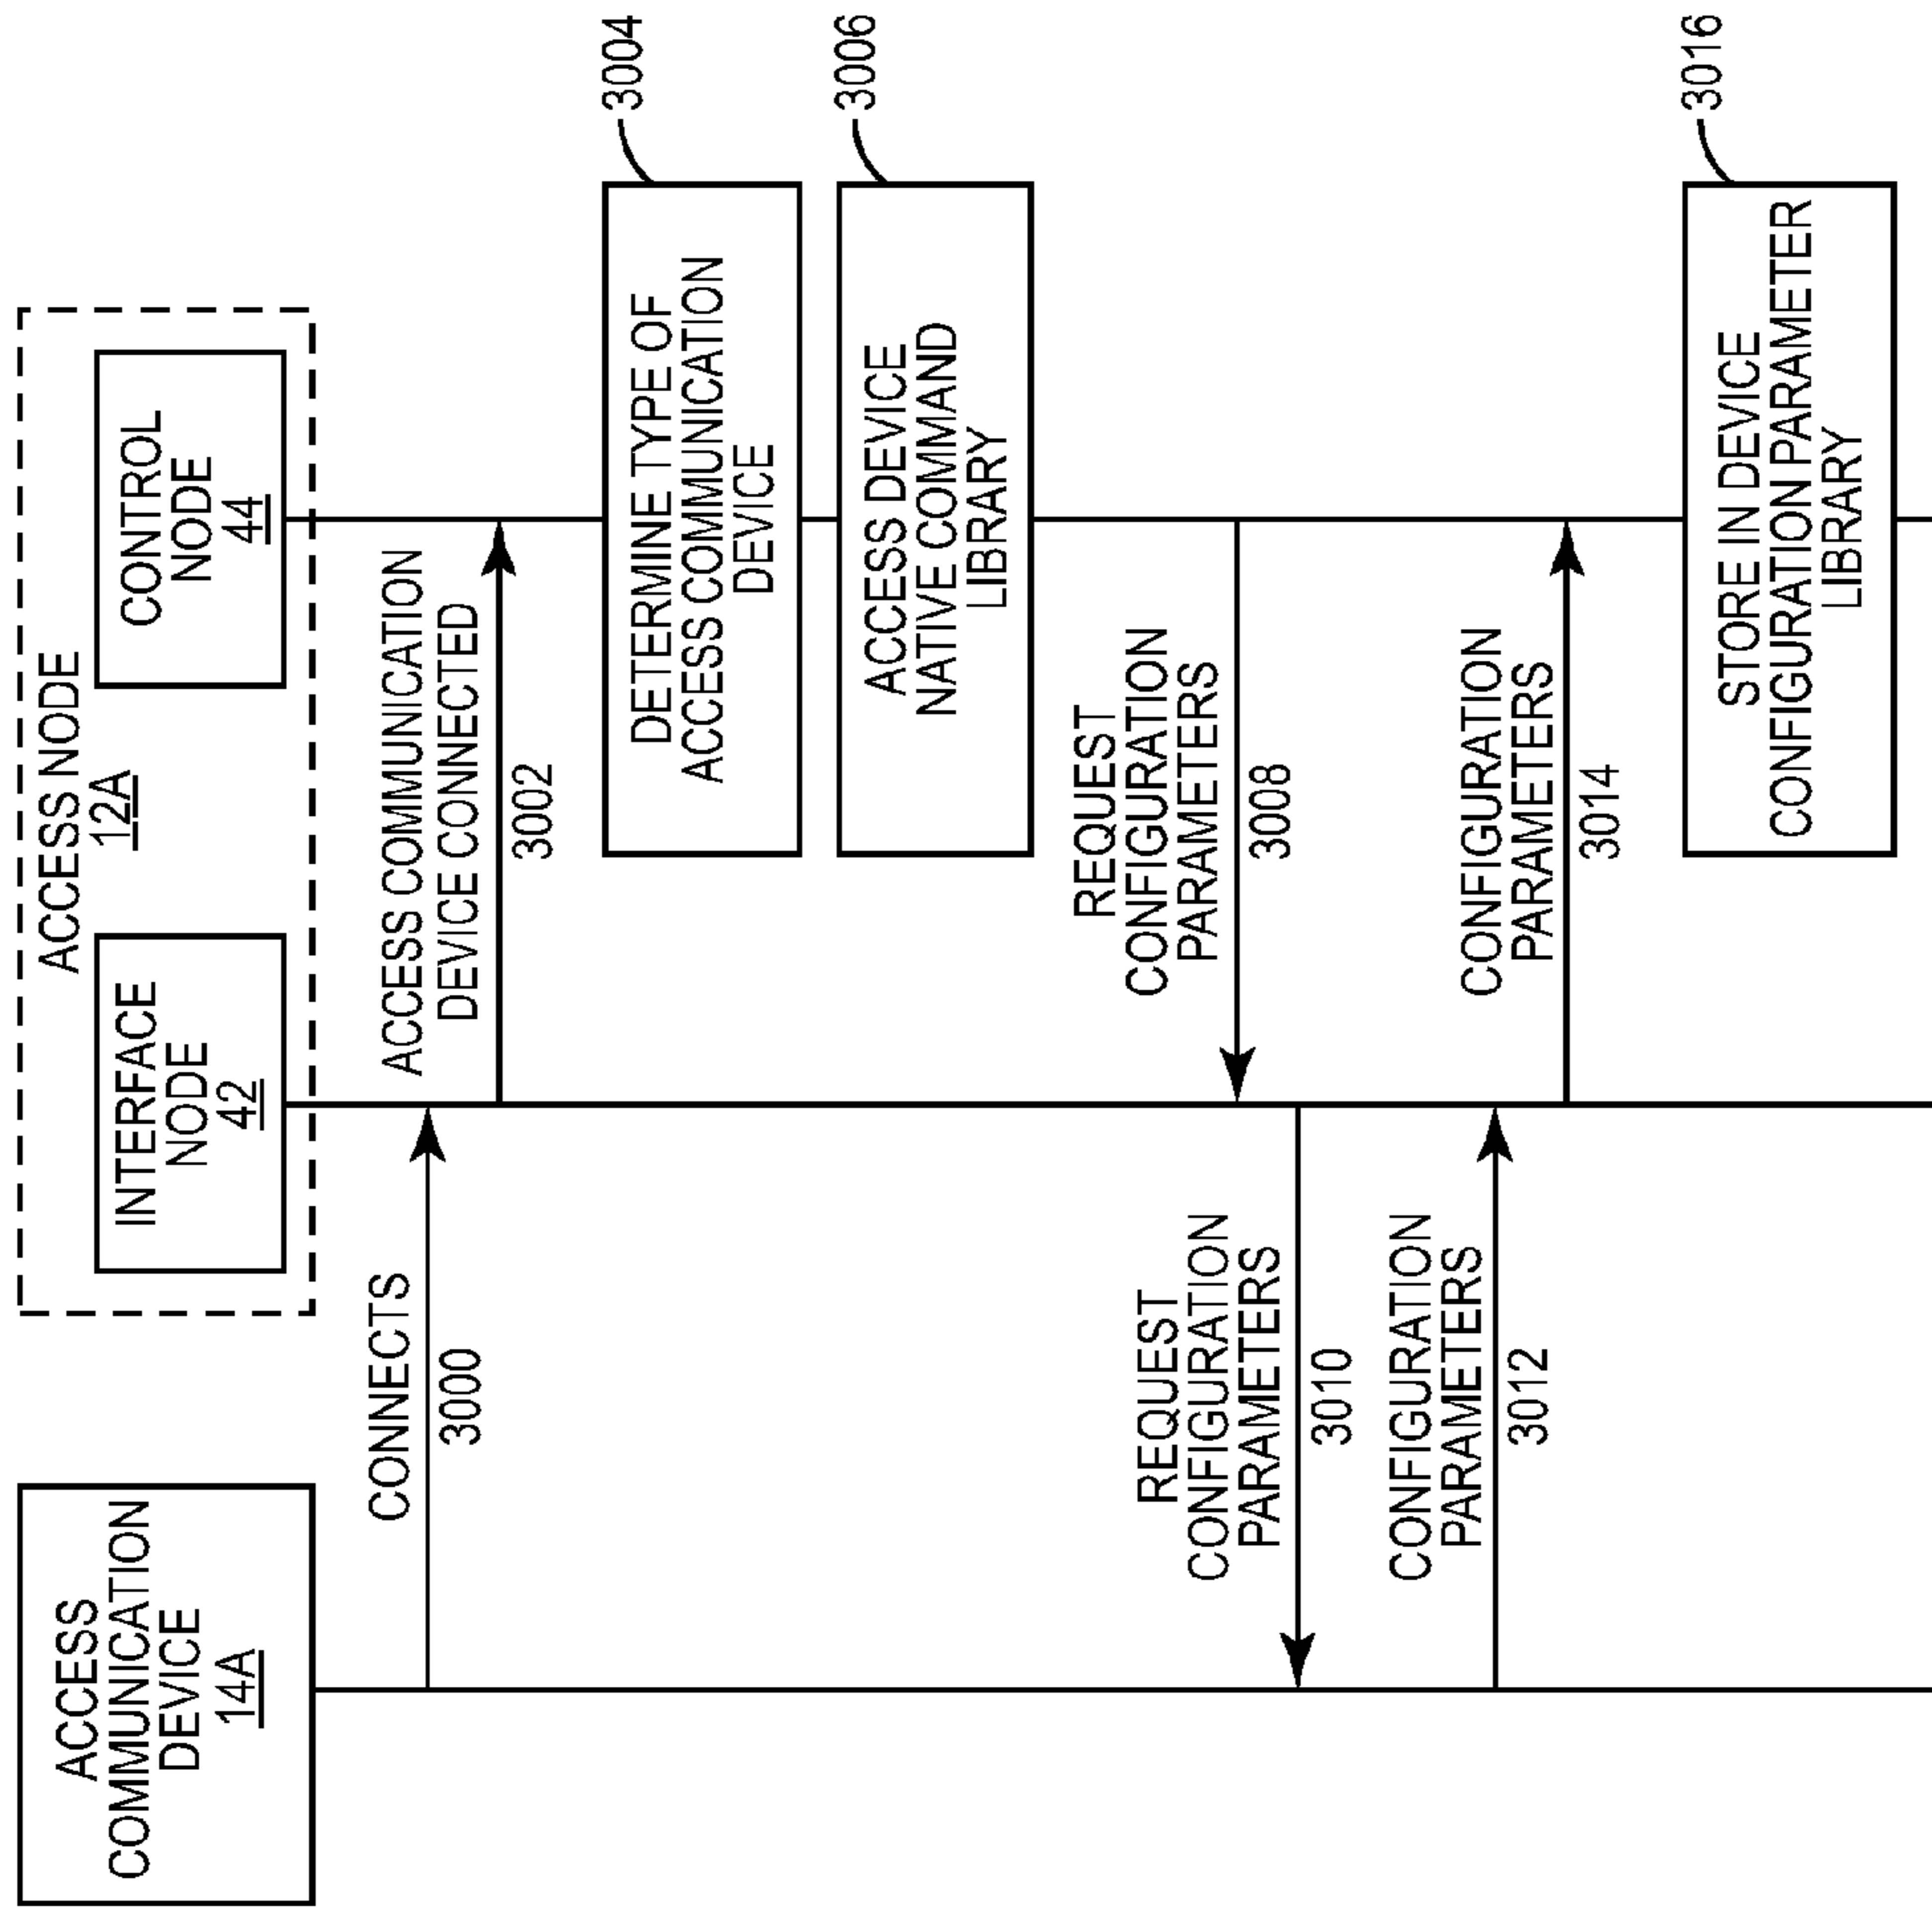 ACCESS
COMMUNICATION
DEVICE
14A
ACCESS NODE
12A
INTERFACE
NODE
42
CONTROL
NODE
44
CONNECTS
3000
ACCESS COMMUNICATION
DEVICE CONNECTED
3002
DETERMINE TYPE OF
ACCESS COMMUNICATION
DEVICE
3004
ACCESS DEVICE
NATIVE COMMAND
LIBRARY
3006
REQUEST
CONFIGURATION
PARAMETERS
3008
REQUEST
CONFIGURATION
PARAMETERS
3010
CONFIGURATION
PARAMETERS
3012
CONFIGURATION
PARAMETERS
3014
STORE IN DEVICE
CONFIGURATION PARAMETER
LIBRARY
3016